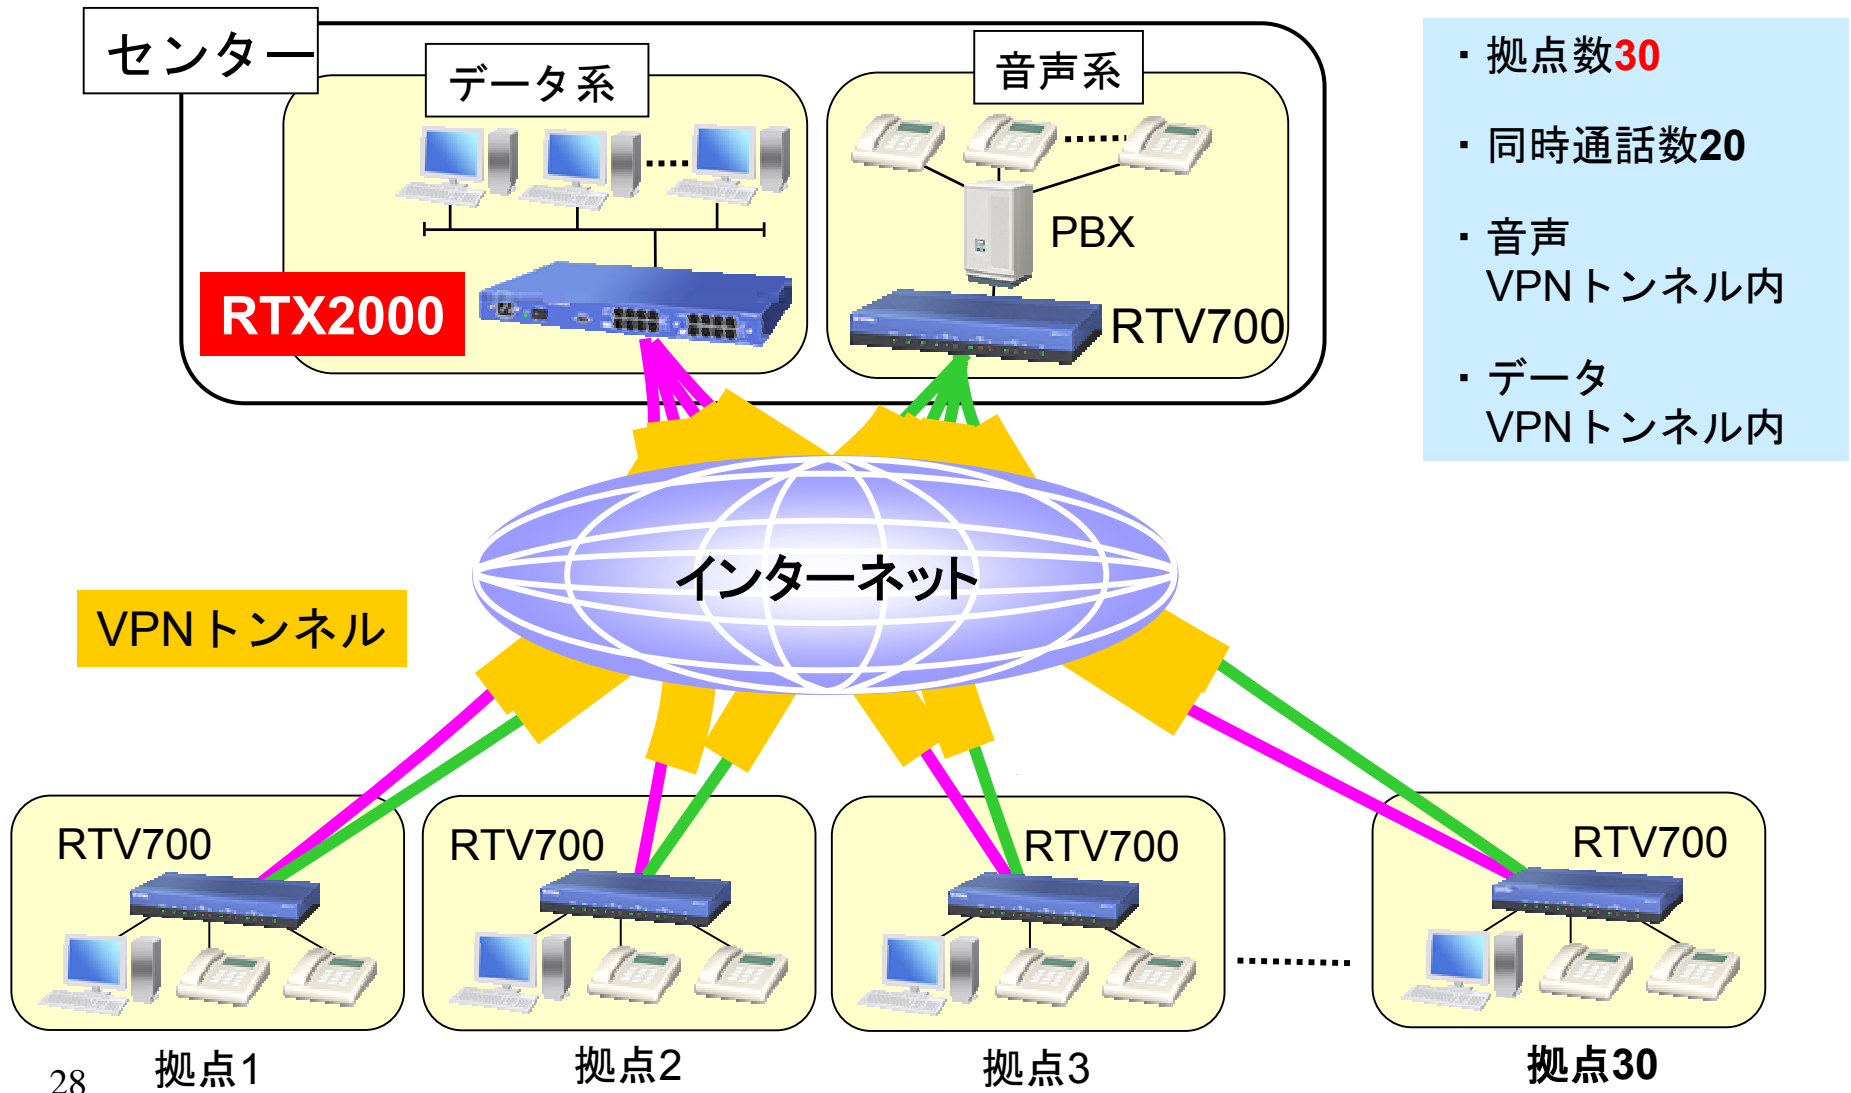 センター
データ系
音声系
・拠点数30
・同時通話数20
・音声
VPNトンネル内
・データ
VPNトンネル内
PBX
RTX2000
RTV700
インターネット
VPNトンネル
RTV700
RTV700
RTV700
RTV700
拠点1
拠点2
拠点3
拠点30
28